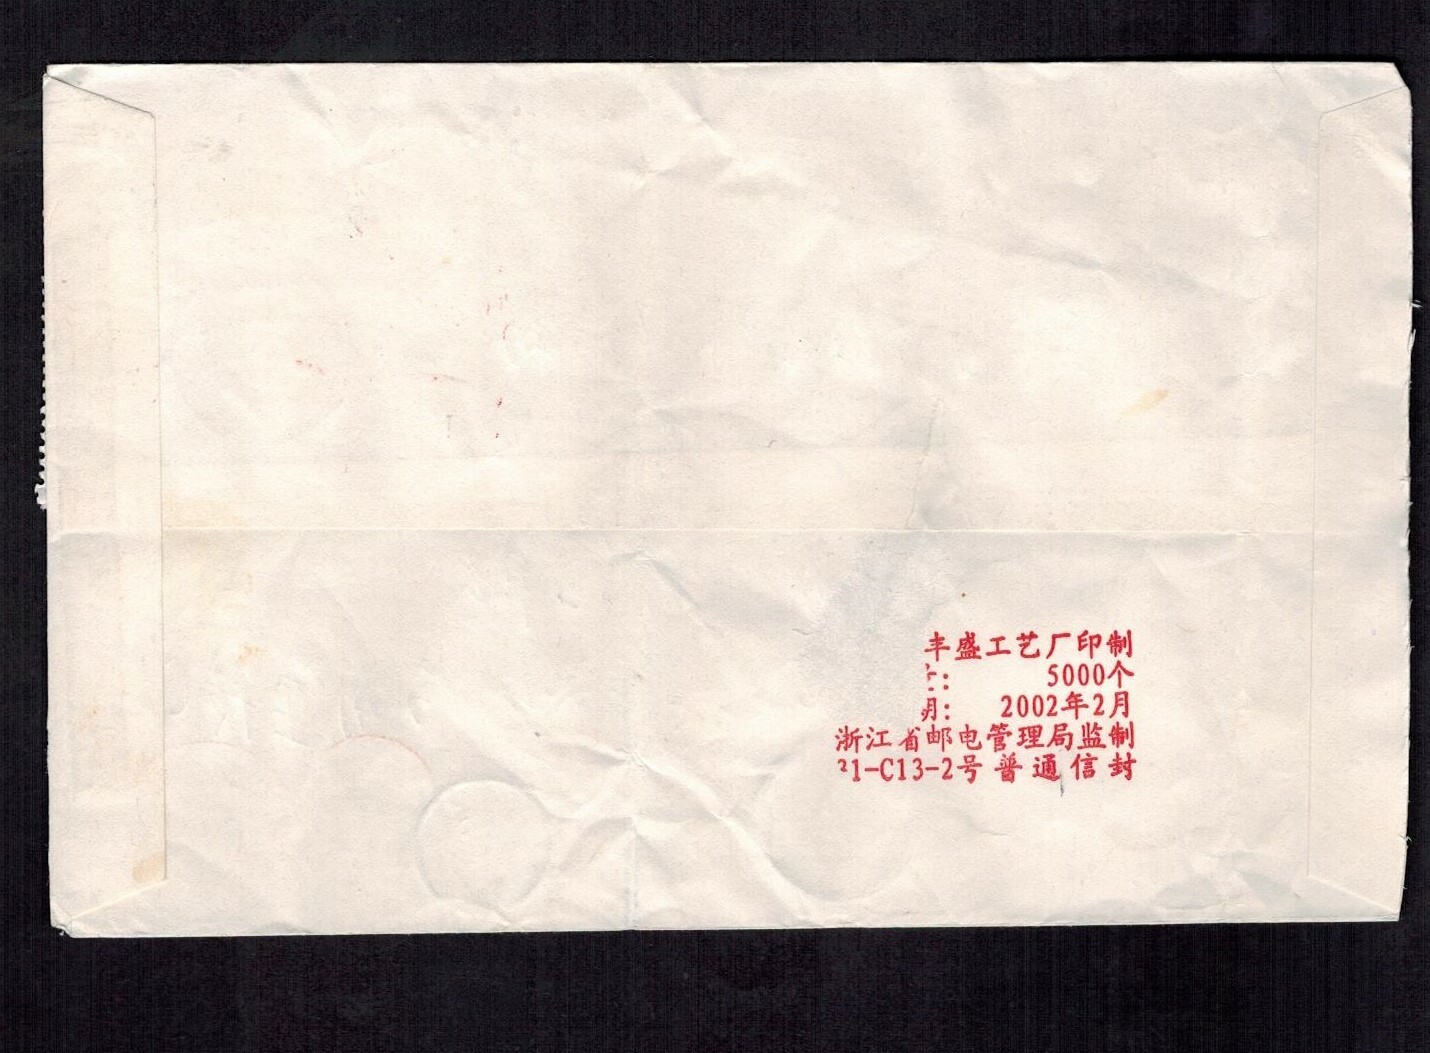 丰盛工艺厂印制
: 5000个
: 2002年2月
浙江省邮电管理局监制
1-C13-2号 普通信封